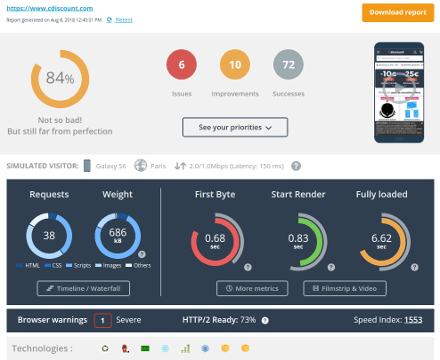 https://www.cdiscount.com
Download report
Report generated on Aug 6, 2018 12:40:51 PM Retest
84%
6
10
72
Issues
Improvements
Successes
Not so bad!
But still far from perfection
See your priorities
SIMULATED VISITOR: Galaxy S6 Paris 2.0/1.0Mbps (Latency: 150 ms) ?
Requests
Weight
First Byte
Start Render
Fully loaded
38
686
kB
0.68
sec
0.83
sec
6.62
sec
HTML CSS Scripts Images Others
Timeline / Waterfall
More metrics
Filmstrip & Video
Browser warnings 1 Severe
HTTP/2 Ready: 73% ?
Speed Index: 1553
Technologies :